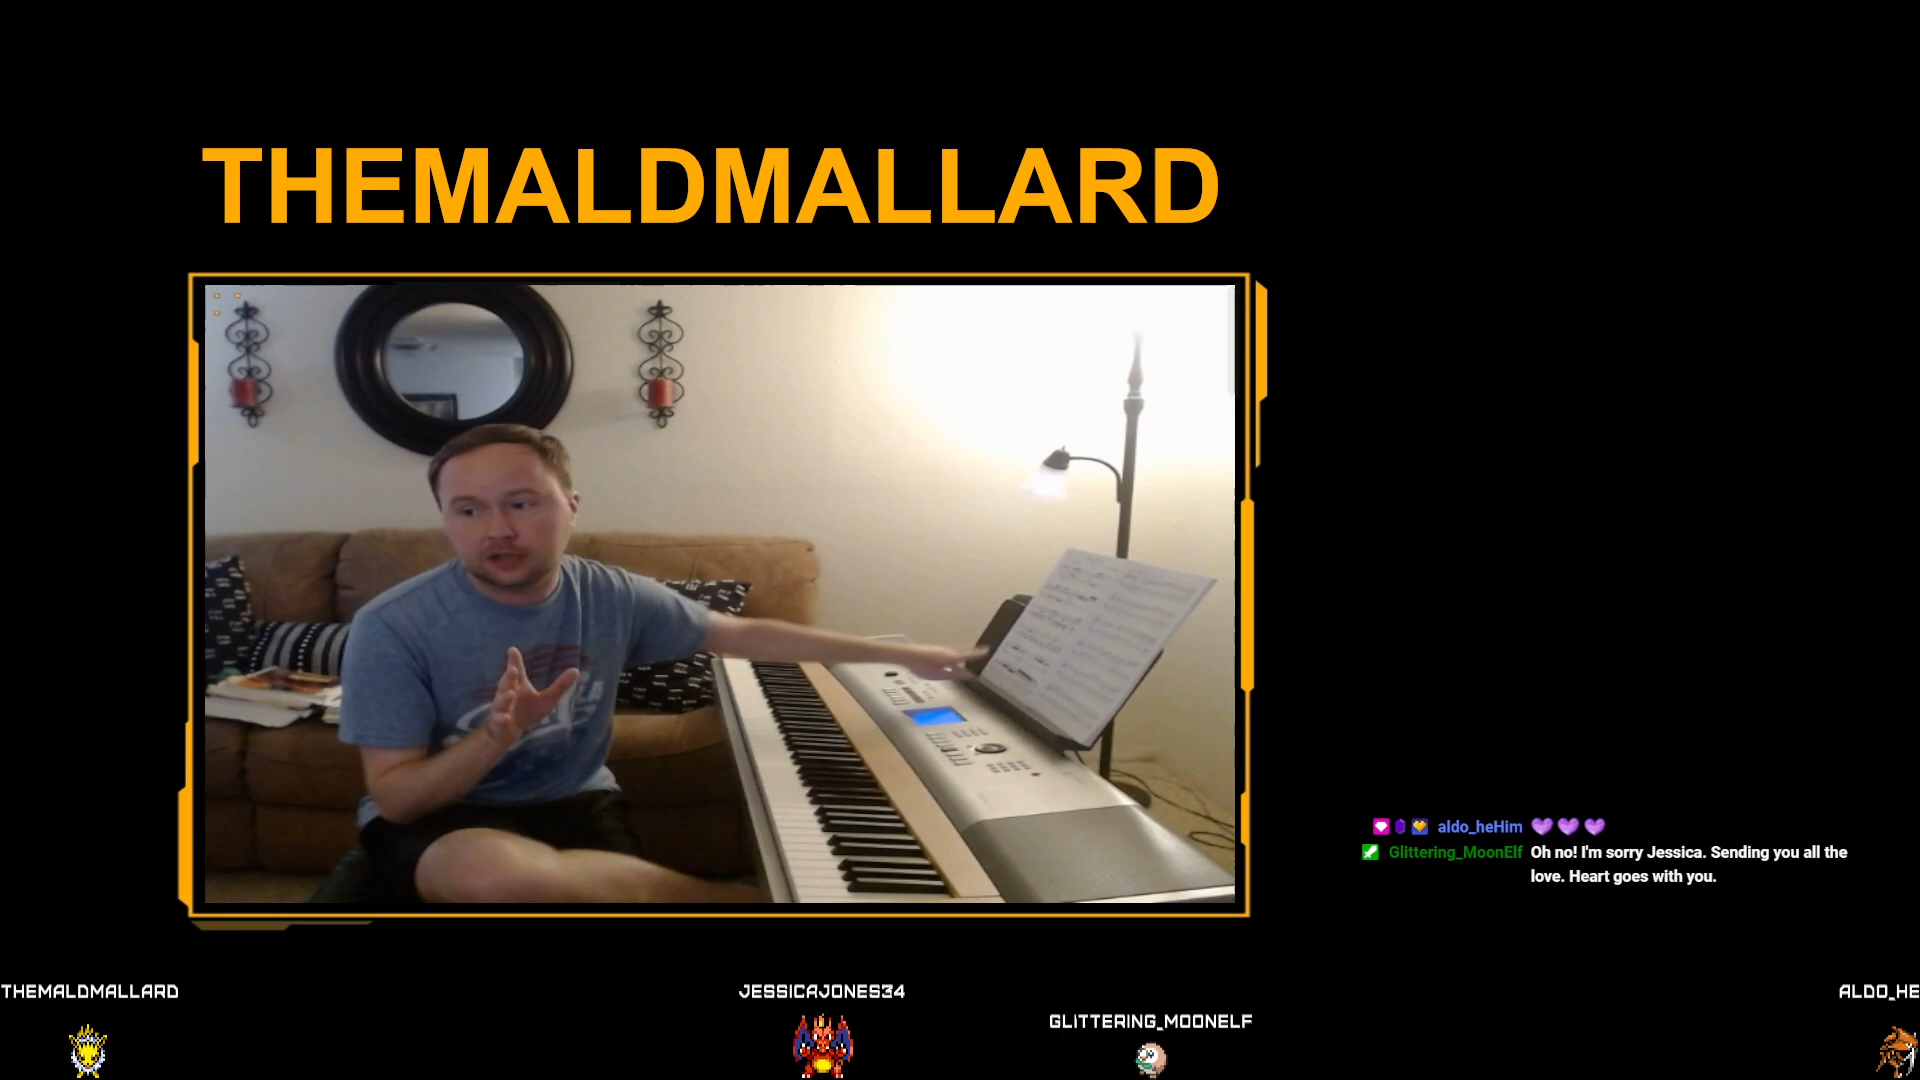 THEMALDMALLARD
aldo_heHim
Glittering_MoonElf Oh no! I'm sorry Jessica. Sending you all the
love. Heart goes with you.
THEMALDMALLARD
JESSICAJONES34
GLITTERING_MOONELF
ALDO_HE